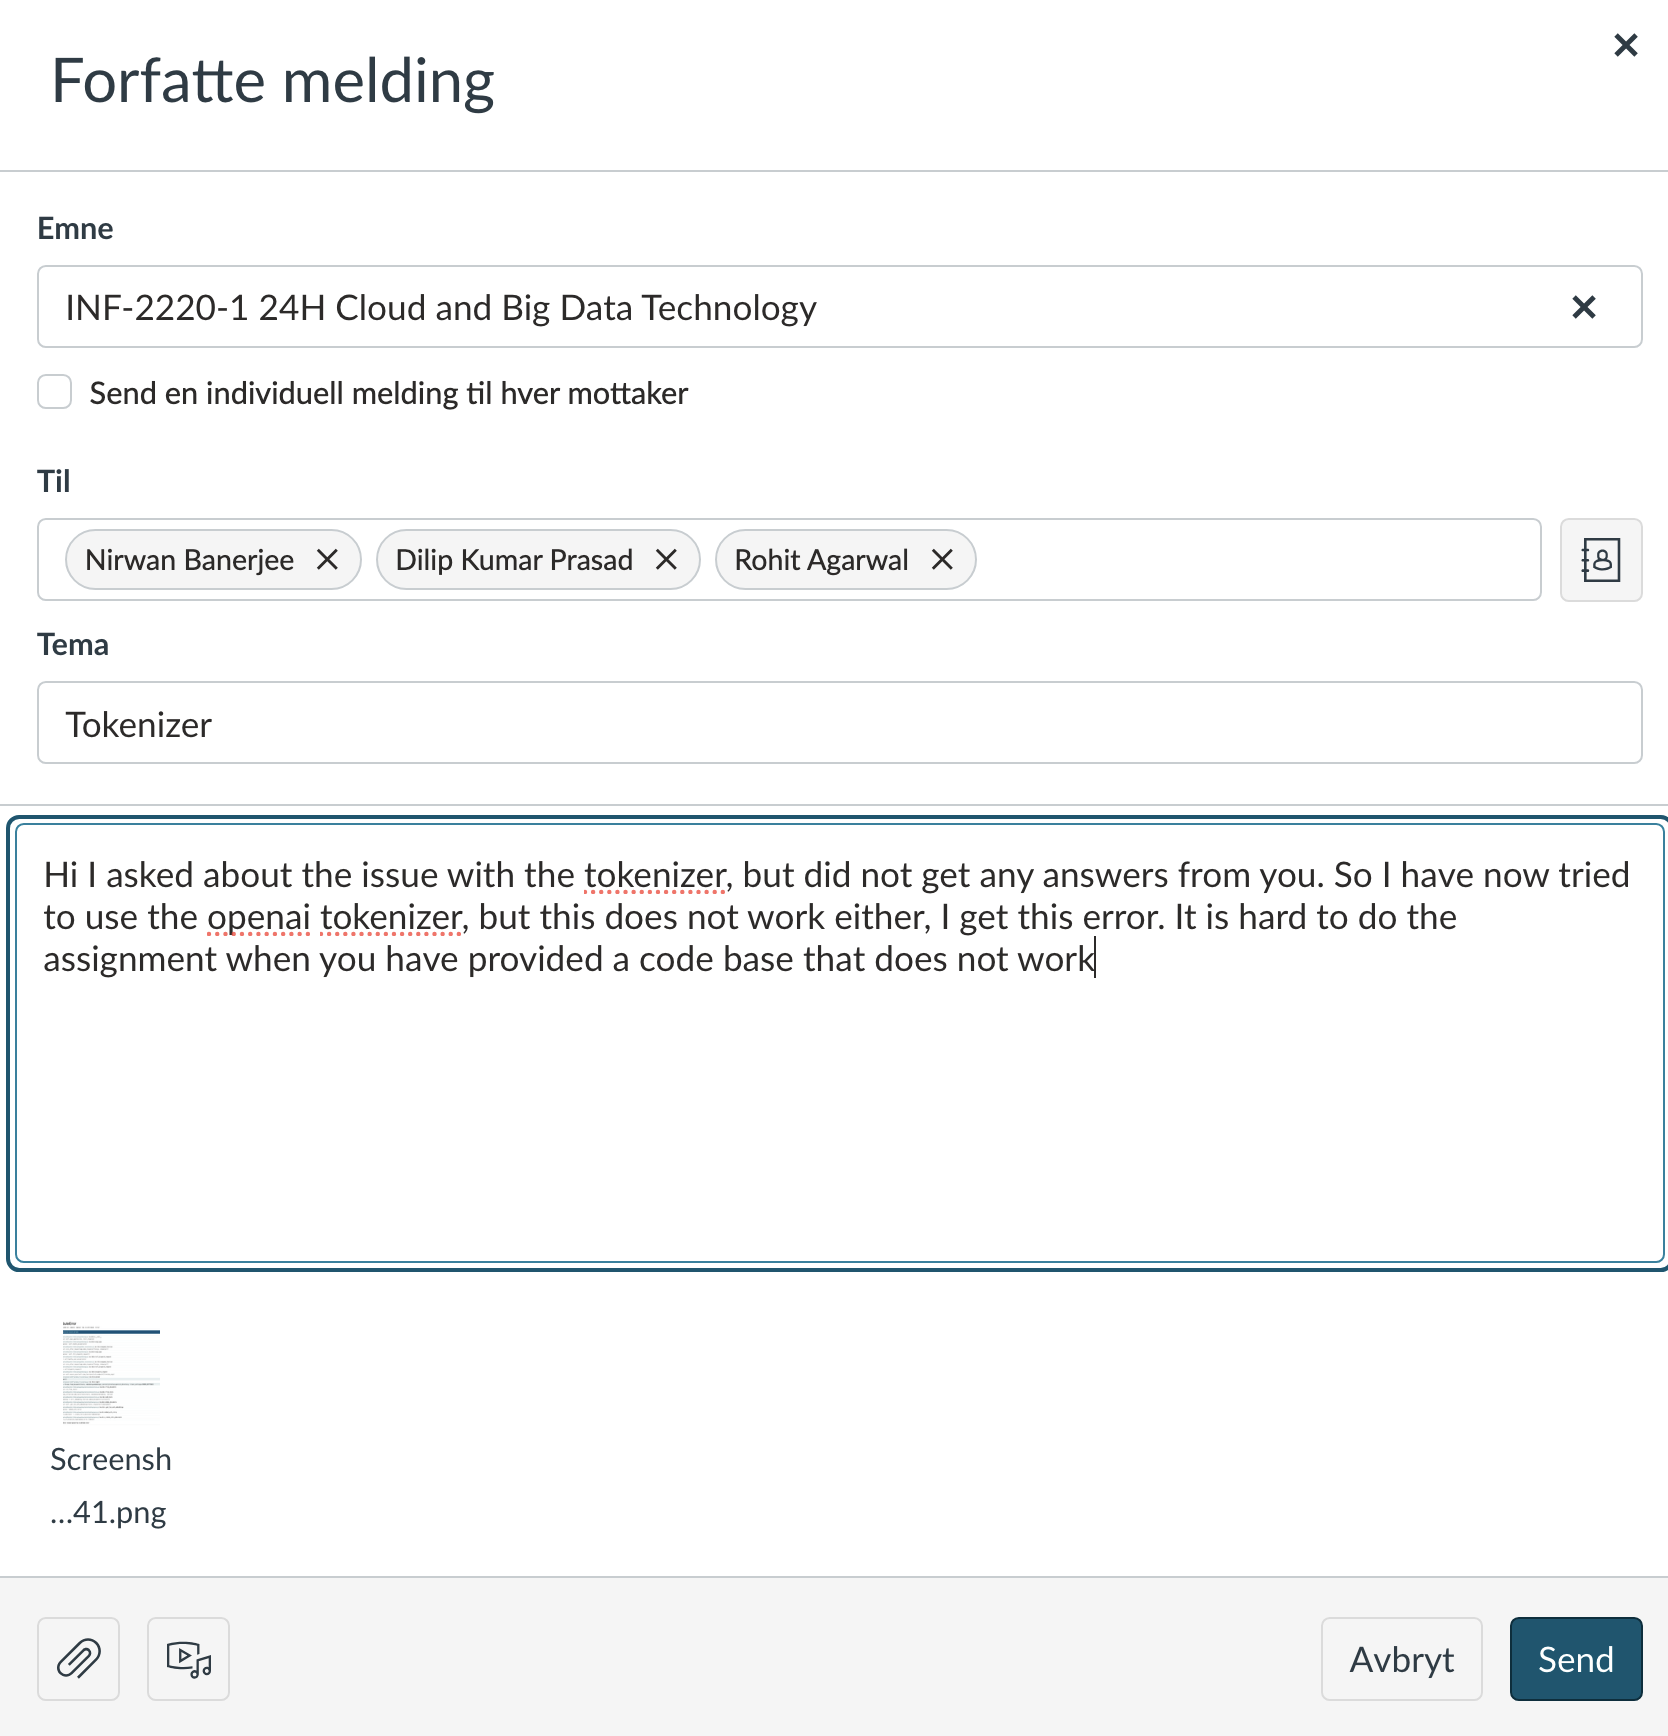 Forfatte melding
Emne
INF-2220-1 24H Cloud and Big Data Technology
Send en individuell melding til hver mottaker
Til
Nirwan Banerjee Dilip Kumar Prasad Rohit Agarwal
Tema
Tokenizer
Hi I asked about the issue with the tokenizer, but did not get any answers from you. So I have now tried
to use the openai tokenizer, but this does not work either, I get this error. It is hard to do the
assignment when you have provided a code base that does not work
Screensh
...41.png
Avbryt Send